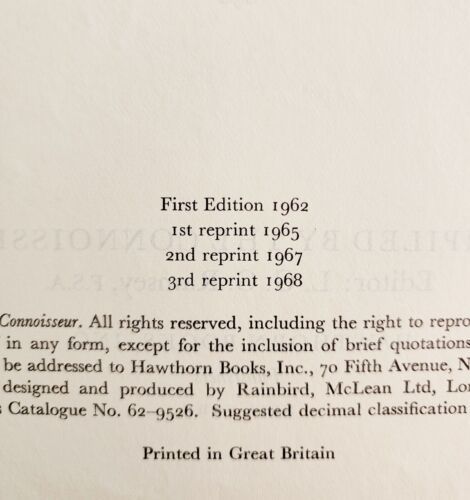 First Edition 1962
1st reprint 1965
2nd reprint 1967
3rd reprint 1968
Connoisseur. All rights reserved, including the right to repro
in any form, except for the inclusion of brief quotations
be addressed to Hawthorn Books, Inc., 70 Fifth Avenue, N
designed and produced by Rainbird, McLean Ltd, Lon
s Catalogue No. 62-9526. Suggested decimal classification
Printed in Great Britain